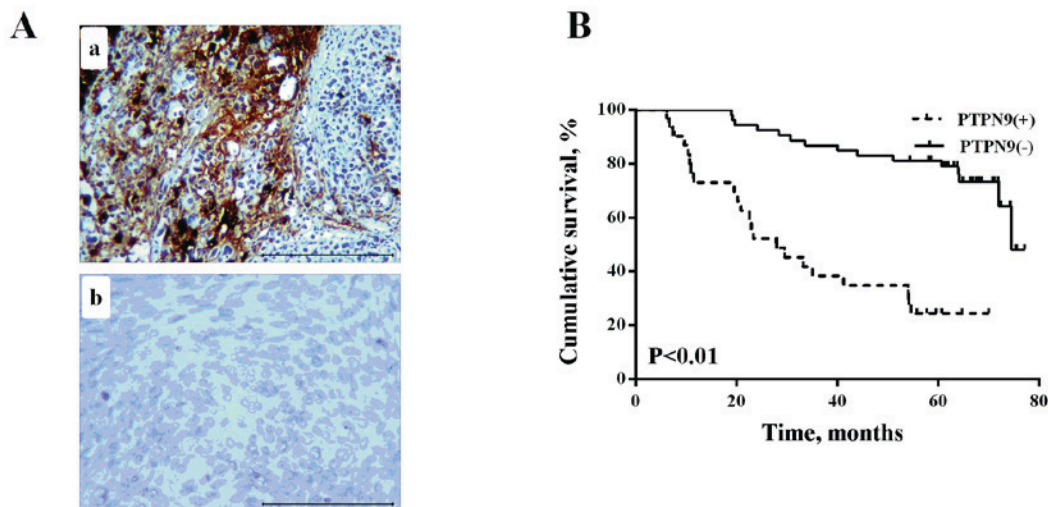 A
a
b
B
Cumulative survival, %
100
80
60
40
20
0
0 20 40 60 80
Time, months
PTPN9(+)
PTPN9(-)
P<0.01